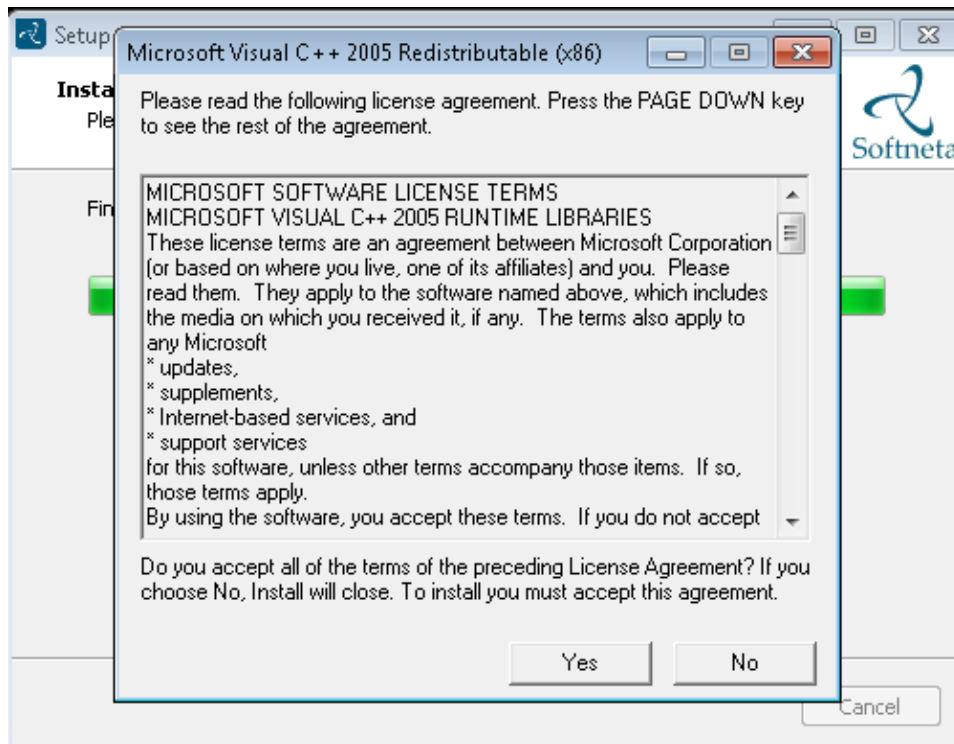 Setup
Microsoft Visual C++ 2005 Redistributable (x86)
Insta
Ple
Softneta
Fin
Please read the following license agreement. Press the PAGE DOWN key
to see the rest of the agreement.
MICROSOFT SOFTWARE LICENSE TERMS
MICROSOFT VISUAL C++ 2005 RUNTIME LIBRARIES
These license terms are an agreement between Microsoft Corporation
(or based on where you live, one of its affiliates) and you.  Please
read them.  They apply to the software named above, which includes
the media on which you received it, if any.  The terms also apply to
any Microsoft
* updates,
* supplements,
* Internet-based services, and
* support services
for this software, unless other terms accompany those items.  If so,
those terms apply.
By using the software, you accept these terms.  If you do not accept
Do you accept all of the terms of the preceding License Agreement? If you
choose No, Install will close. To install you must accept this agreement.
Yes
No
Cancel